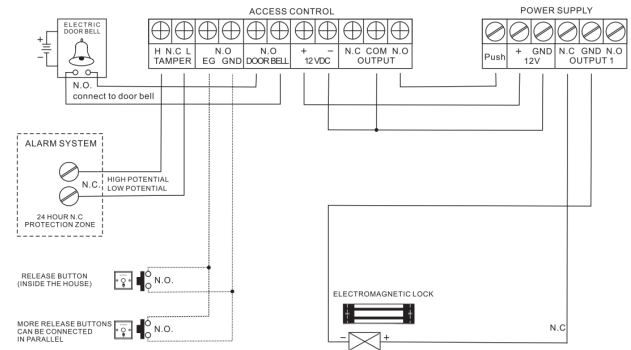 ACCESS CONTROL
POWER SUPPLY
ELECTRIC
DOOR BELL
+
−
N.O.
connect to door bell
H N.C L
TAMPER
N.O
EG GND
N.O
DOOR BELL
+ −
12 VDC
N.C COM N.O
OUTPUT
Push
+ GND
12V
N.C GND N.O
OUTPUT 1
ALARM SYSTEM
N.C
24 HOUR N.C
PROTECTION ZONE
HIGH POTENTIAL
LOW POTENTIAL
RELEASE BUTTON
(INSIDE THE HOUSE)
N.O.
MORE RELEASE BUTTONS
CAN BE CONNECTED
IN PARALLEL
N.O.
ELECTROMAGNETIC LOCK
− +
N.C